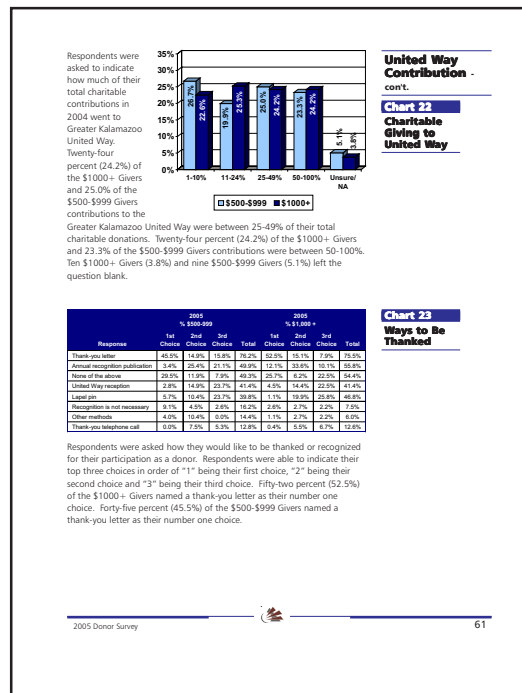 Respondents were
asked to indicate
how much of their
total charitable
contributions in
2004 went to
Greater Kalamazoo
United Way.
Twenty-four
percent (24.2%) of
the $1000+ Givers
and 25.0% of the
$500-$999 Givers
contributions to the
Greater Kalamazoo United Way were between 25-49% of their total
charitable donations. Twenty-four percent (24.2%) of the $1000+ Givers
and 23.3% of the $500-$999 Givers contributions were between 50-100%.
Ten $1000+ Givers (3.8%) and nine $500-$999 Givers (5.1%) left the
question blank.
35%
30%
25%
20%
15%
10%
5%
0%
26.7% 22.6% 19.9% 25.3% 25.0% 24.2% 23.3% 24.2% 5.1% 3.8%
1-10% 11-24% 25-49% 50-100% Unsure/
NA
$500-$999 $1000+
United Way
Contribution -
con't.
Chart 22
Charitable
Giving to
United Way
2005 2005
% $500-999 % $1,000 +
1st 2nd 3rd 1st 2nd 3rd
Response Choice Choice Choice Total Choice Choice Choice Total
Thank-you letter 45.5% 14.9% 15.8% 76.2% 52.5% 15.1% 7.9% 75.5%
Annual recognition publication 3.4% 25.4% 21.1% 49.9% 12.1% 33.6% 10.1% 55.8%
None of the above 29.5% 11.9% 7.9% 49.3% 25.7% 6.2% 22.5% 54.4%
United Way reception 2.8% 14.9% 23.7% 41.4% 4.5% 14.4% 22.5% 41.4%
Lapel pin 5.7% 10.4% 23.7% 39.8% 1.1% 19.9% 25.8% 46.8%
Recognition is not necessary 9.1% 4.5% 2.6% 16.2% 2.6% 2.7% 2.2% 7.5%
Other methods 4.0% 10.4% 0.0% 14.4% 1.1% 2.7% 2.2% 6.0%
Thank-you telephone call 0.0% 7.5% 5.3% 12.8% 0.4% 5.5% 6.7% 12.6%
Chart 23
Ways to Be
Thanked
Respondents were asked how they would like to be thanked or recognized
for their participation as a donor. Respondents were able to indicate their
top three choices in order of "1" being their first choice, "2" being their
second choice and "3" being their third choice. Fifty-two percent (52.5%)
of the $1000+ Givers named a thank-you letter as their number one
choice. Forty-five percent (45.5%) of the $500-$999 Givers named a
thank-you letter as their number one choice.
2005 Donor Survey 61